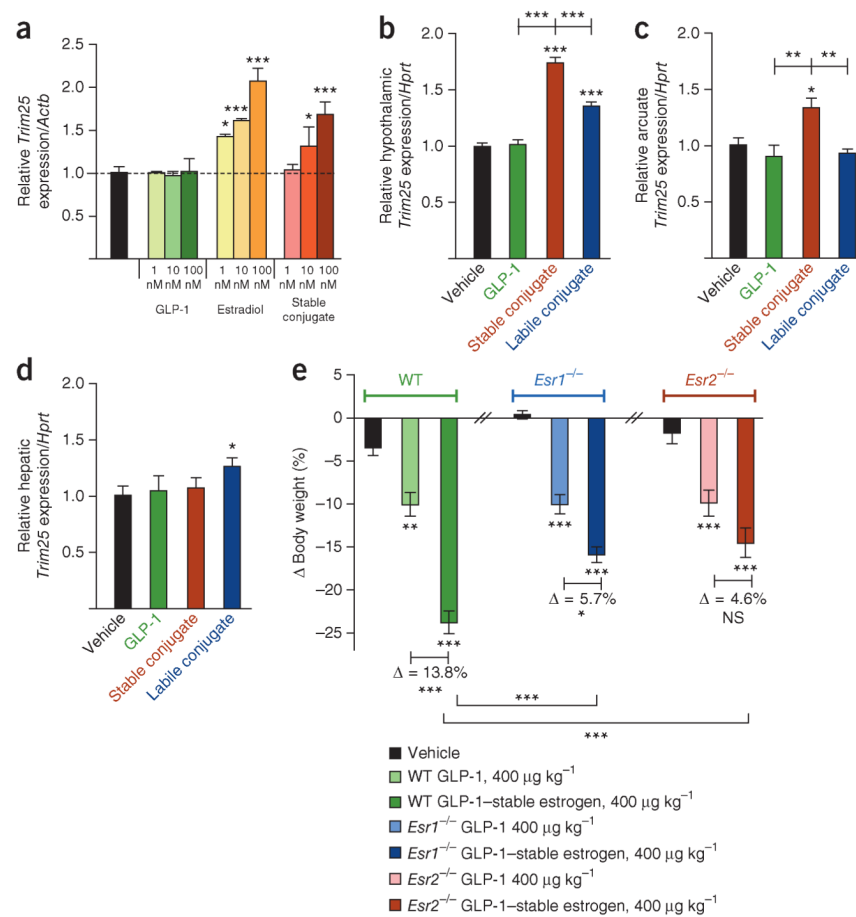 a
Relative Trim25
expression/Actb
2.5
2.0
1.5
1.0
0.5
* *** ***
* ***
1 10 100 1 10 100 1 10 100
nM nM nM nM nM nM nM nM nM
GLP-1 Estradiol Stable
conjugate
b
Relative hypothalamic
Trim25 expression/Hprt
2.0
1.5
1.0
0.5
*** ***
***
***
Vehicle
GLP-1
Stable conjugate
Labile conjugate
c
Relative arcuate
Trim25 expression/Hprt
2.0
1.5
1.0
0.5
** **
*
Vehicle
GLP-1
Stable conjugate
Labile conjugate
d
Relative hepatic
Trim25 expression/Hprt
2.0
1.5
1.0
0.5
*
Vehicle
GLP-1
Stable conjugate
Labile conjugate
e
Δ Body weight (%)
5
0
–5
–10
–15
–20
–25
WT Esr1–/– Esr2–/–
**
***
Δ = 13.8%
***
***
***
Δ = 5.7%
*
***
***
Δ = 4.6%
NS
***
***
Vehicle
WT GLP-1, 400 μg kg–1
WT GLP-1–stable estrogen, 400 μg kg–1
Esr1–/– GLP-1 400 μg kg–1
Esr1–/– GLP-1–stable estrogen, 400 μg kg–1
Esr2–/– GLP-1 400 μg kg–1
Esr2–/– GLP-1–stable estrogen, 400 μg kg–1